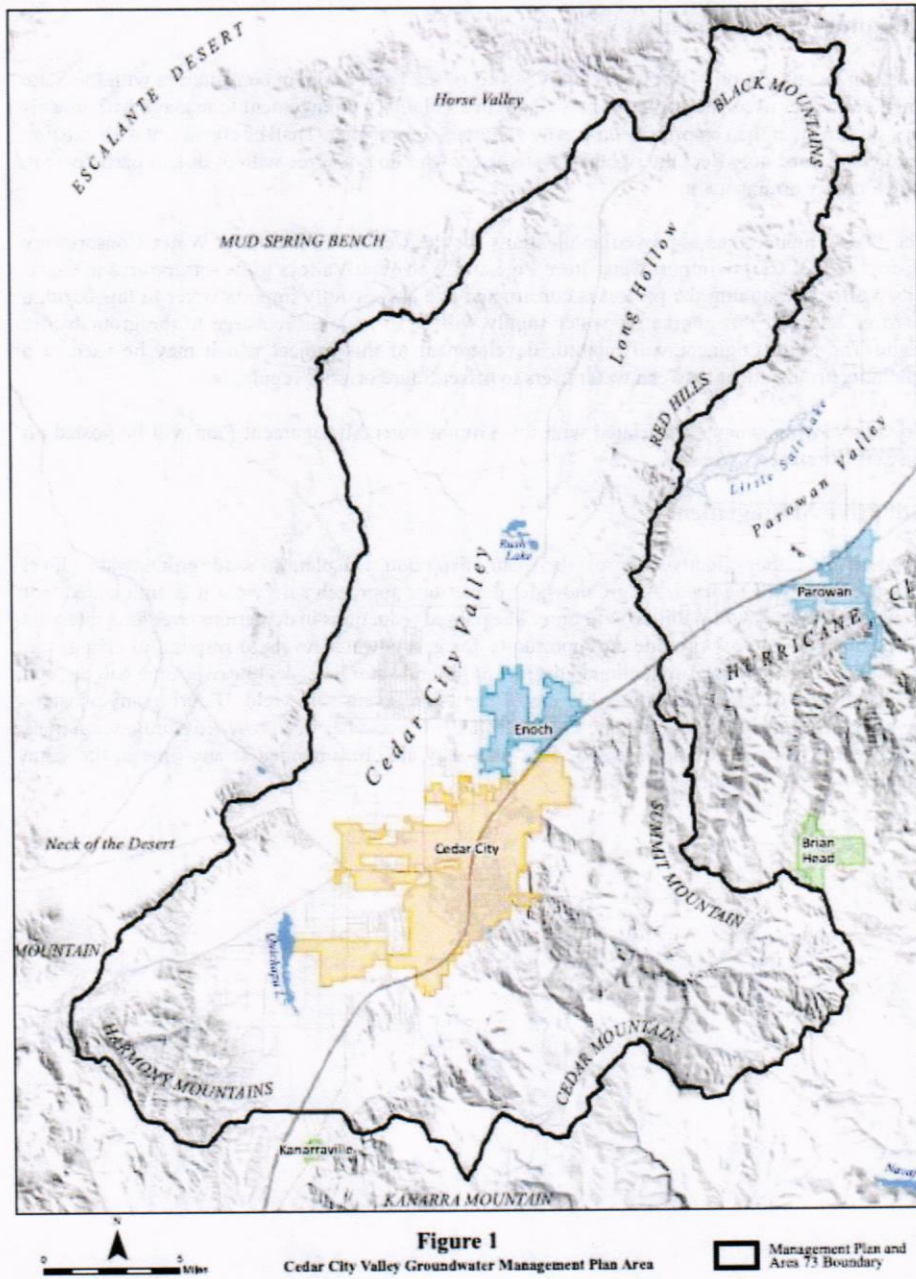 ESCALANTE DESERT
Horse Valley
BLACK MOUNTAINS
MUD SPRING BENCH
Long Hollow
RED HILLS
Little Salt Lake
Parowan Valley
Rush
Lake
Parowan
HURRICANE
Cedar City Valley
Enoch
Neck of the Desert
Cedar City
SUMMIT MOUNTAIN
Brian
Head
MOUNTAIN
HARMONY MOUNTAINS
CEDAR MOUNTAIN
Kanarraville
KANARRA MOUNTAIN
N
0 5
Miles
Figure 1
Cedar City Valley Groundwater Management Plan Area
Management Plan and
Area 73 Boundary